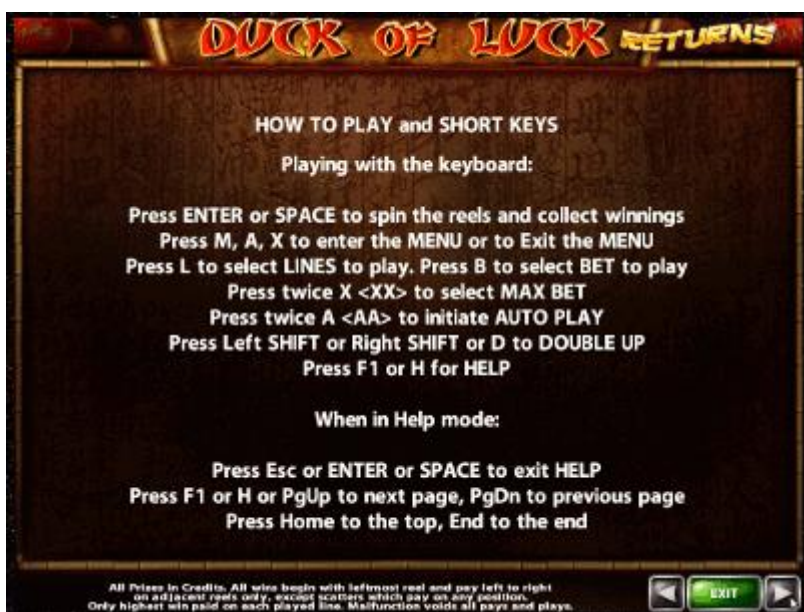 DUCK OF LUCK RETURNS
HOW TO PLAY and SHORT KEYS
Playing with the keyboard:
Press ENTER or SPACE to spin the reels and collect winnings
Press M, A, X to enter the MENU or to Exit the MENU
Press L to select LINES to play. Press B to select BET to play
Press twice X <XX> to select MAX BET
Press twice A <AA> to initiate AUTO PLAY
Press Left SHIFT or Right SHIFT or D to DOUBLE UP
Press F1 or H for HELP
When in Help mode:
Press Esc or ENTER or SPACE to exit HELP
Press F1 or H or PgUp to next page, PgDn to previous page
Press Home to the top, End to the end
All Prizes in Credits. All wins begin with leftmost reel and pay left to right
on adjacent reels only, except scatters which pay on any position.
Only highest win paid on each played line. Malfunction voids all pays and plays.
EXIT